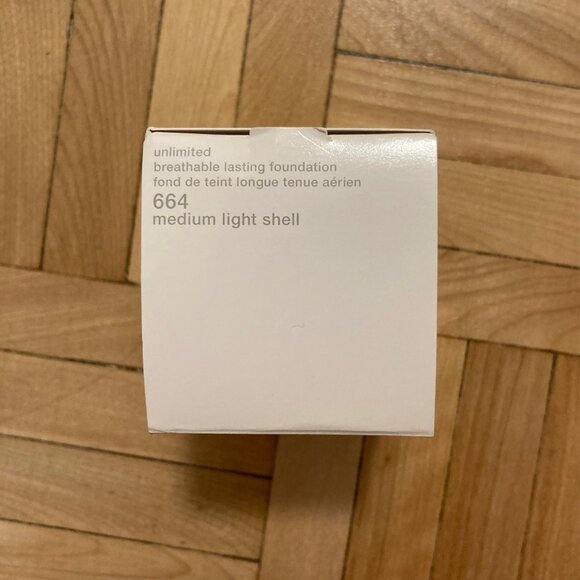 unlimited
breathable lasting foundation
fond de teint longue tenue aérien
664
medium light shell